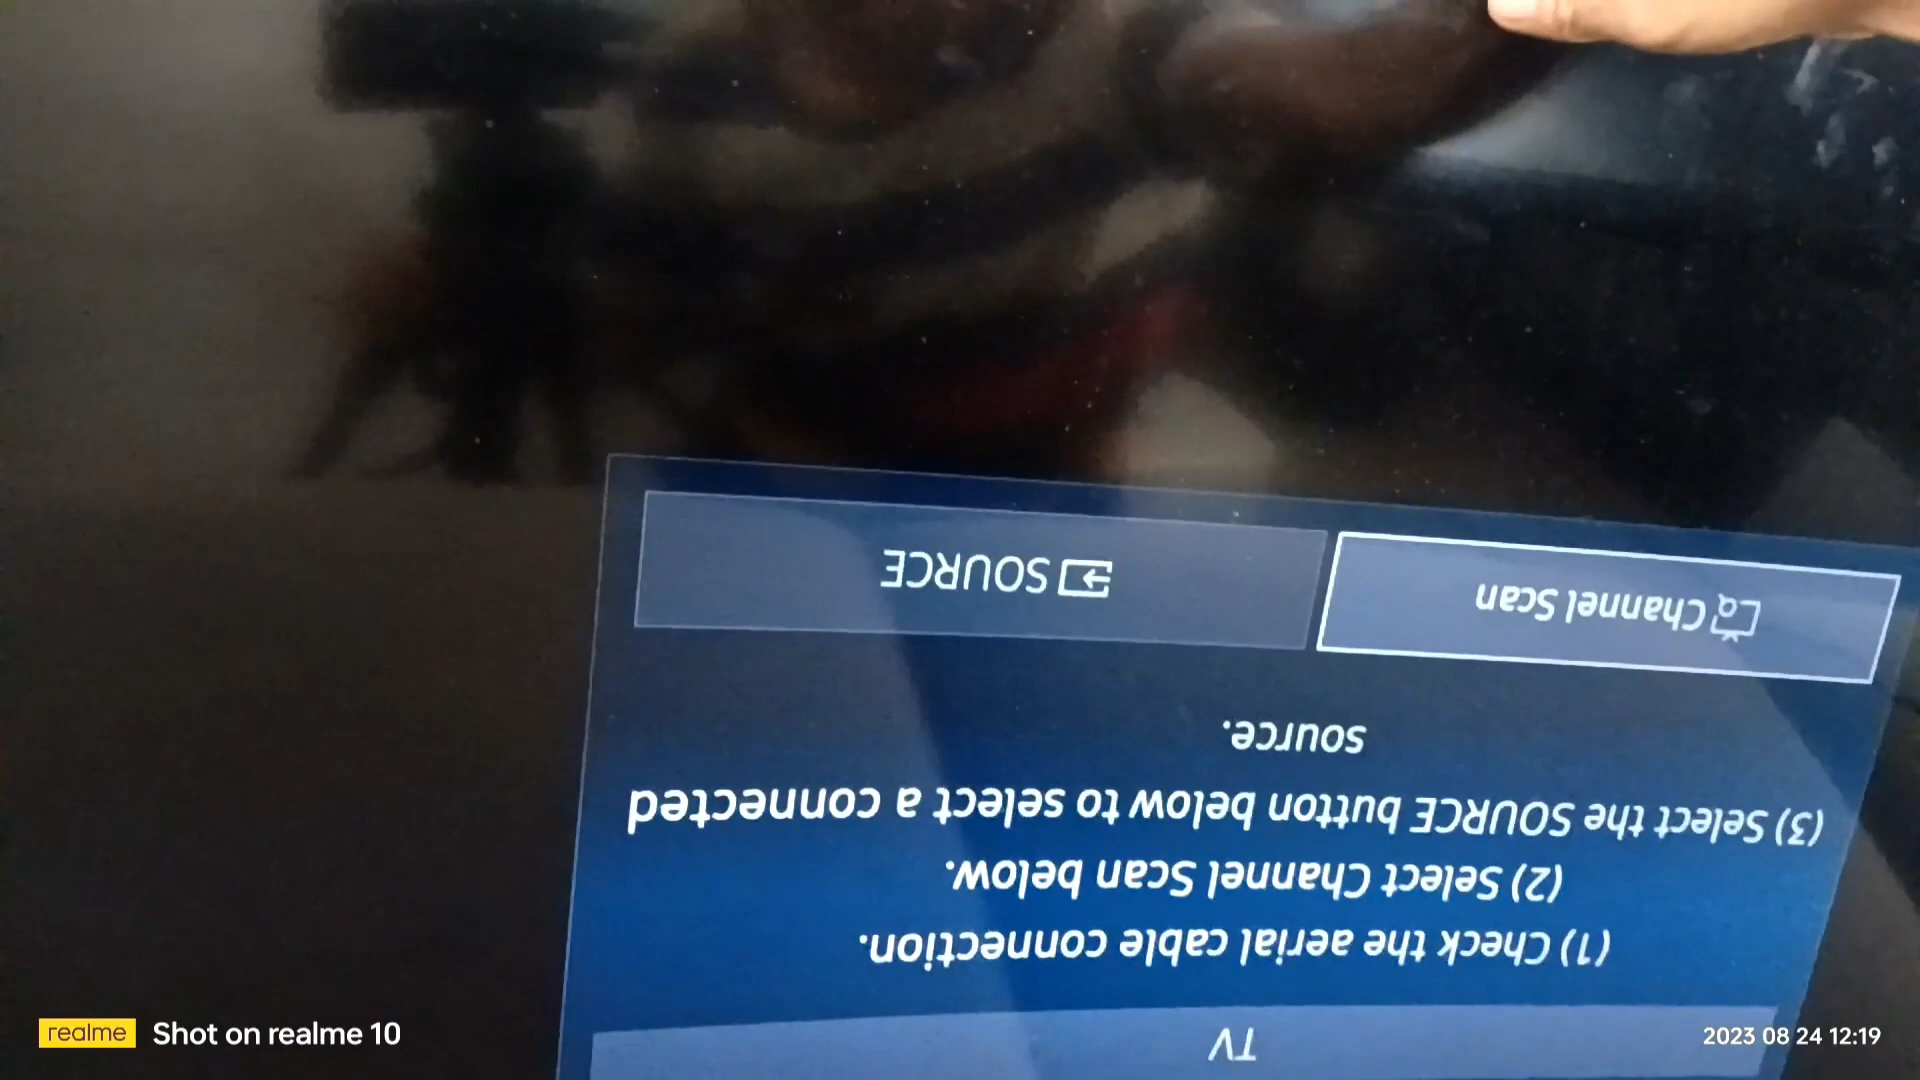 TV
(1) Check the aerial cable connection.
(2) Select Channel Scan below.
(3) Select the SOURCE button below to select a connected
source.
Channel Scan
SOURCE
realme Shot on realme 10
2023 08 24 12:19